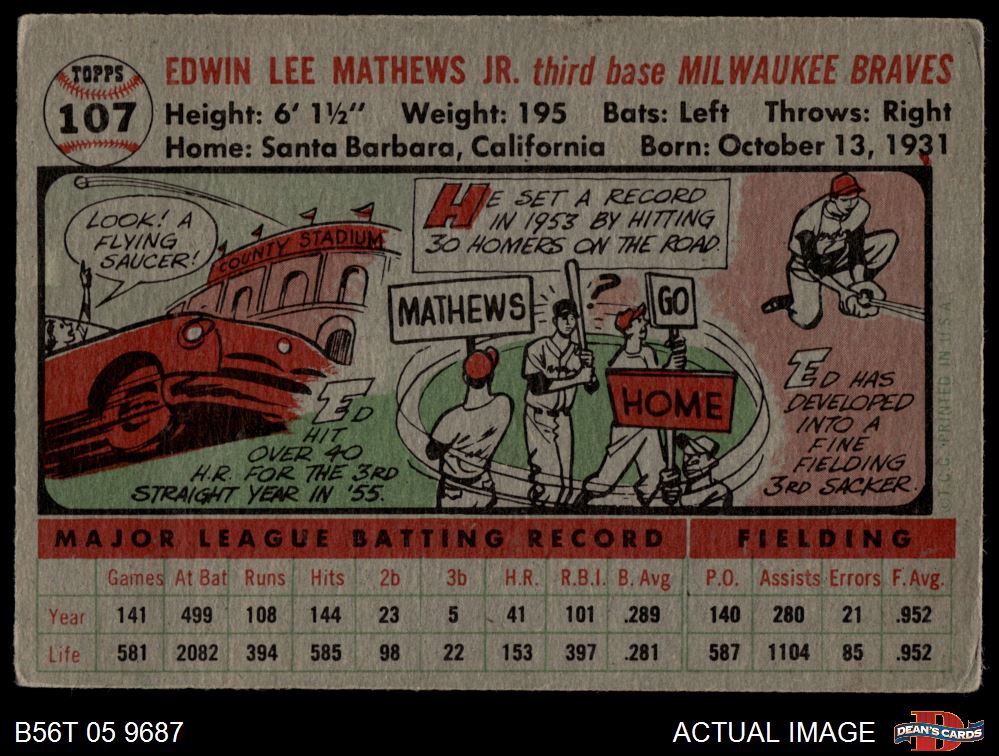 TOPPS
107
EDWIN LEE MATHEWS JR. third base MILWAUKEE BRAVES
Height: 6' 1½" Weight: 195 Bats: Left Throws: Right
Home: Santa Barbara, California Born: October 13, 1931
LOOK! A
FLYING
SAUCER!
COUNTY STADIUM
ED
HIT
OVER 40
H.R. FOR THE 3RD
STRAIGHT YEAR IN '55.
HE SET A RECORD
IN 1953 BY HITTING
30 HOMERS ON THE ROAD.
MATHEWS
?
GO
HOME
ED HAS
DEVELOPED
INTO A
FINE
FIELDING
3RD SACKER.
T.C.C. PRINTED IN U.S.A.
MAJOR LEAGUE BATTING RECORD FIELDING
Games At Bat Runs Hits 2b 3b H.R. R.B.I. B. Avg P.O. Assists Errors F. Avg.
Year 141 499 108 144 23 5 41 101 .289 140 280 21 .952
Life 581 2082 394 585 98 22 153 397 .281 587 1104 85 .952
B56T 05 9687
ACTUAL IMAGE
D
DEAN'S CARDS